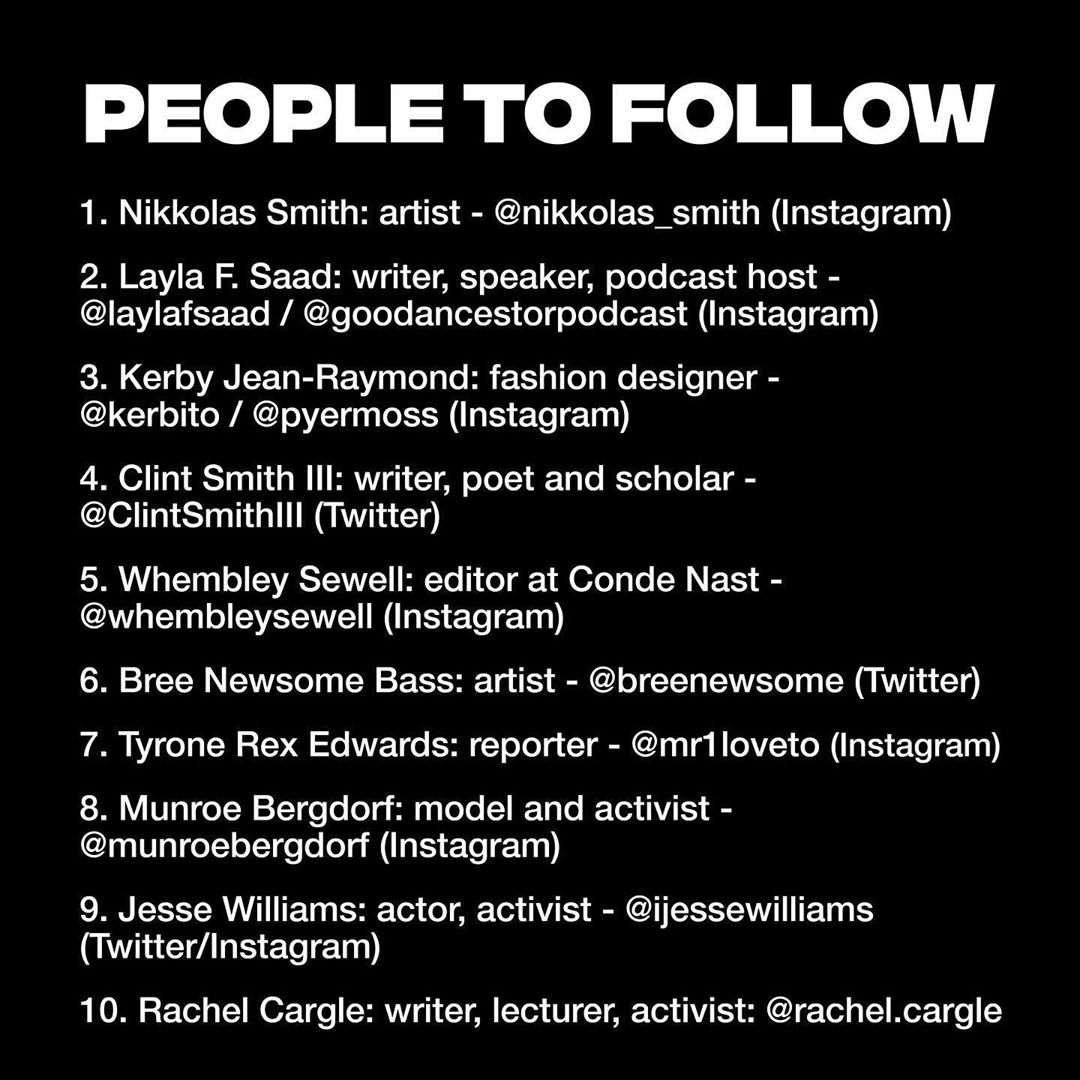 PEOPLE TO FOLLOW
1. Nikkolas Smith: artist - @nikkolas_smith (Instagram)
2. Layla F. Saad: writer, speaker, podcast host -
@laylafsaad / @goodancestorpodcast (Instagram)
3. Kerby Jean-Raymond: fashion designer -
@kerbito / @pyermoss (Instagram)
4. Clint Smith III: writer, poet and scholar -
@ClintSmithIII (Twitter)
5. Whembley Sewell: editor at Conde Nast -
@whembleysewell (Instagram)
6. Bree Newsome Bass: artist - @breenewsome (Twitter)
7. Tyrone Rex Edwards: reporter - @mr1loveto (Instagram)
8. Munroe Bergdorf: model and activist -
@munroebergdorf (Instagram)
9. Jesse Williams: actor, activist - @ijessewilliams
(Twitter/Instagram)
10. Rachel Cargle: writer, lecturer, activist: @rachel.cargle